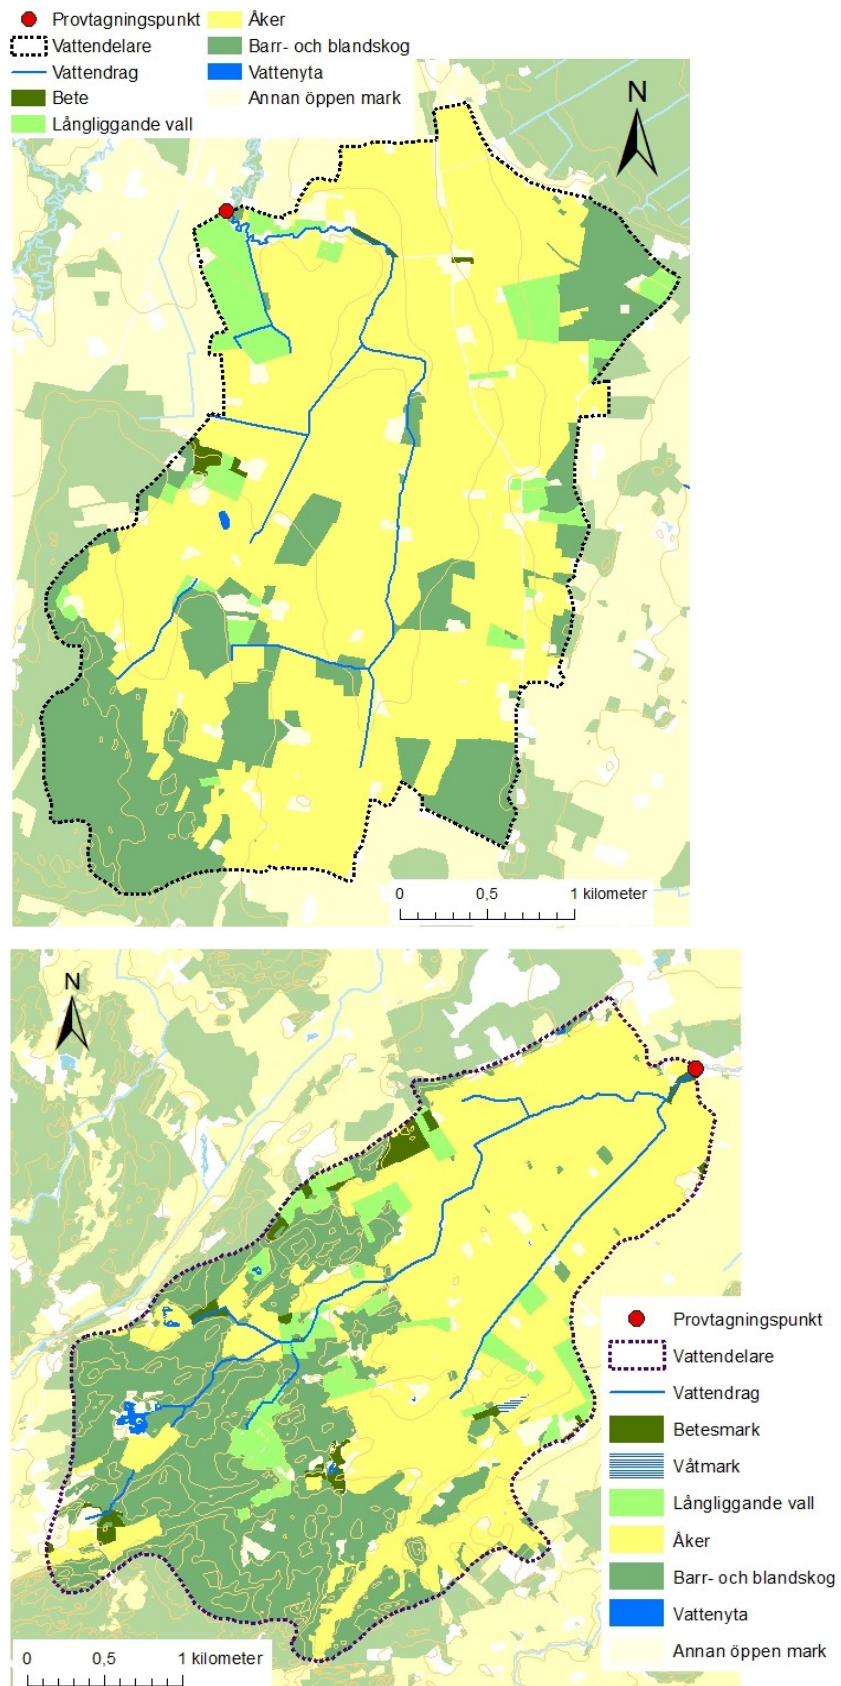 Provtagningspunkt
Vattendelare
Vattendrag
Bete
Långliggande vall
Åker
Barr- och blandskog
Vattenyta
Annan öppen mark
N
0 0,5 1 kilometer
N
Provtagningspunkt
Vattendelare
Vattendrag
Betesmark
Våtmark
Långliggande vall
Åker
Barr- och blandskog
Vattenyta
Annan öppen mark
0 0,5 1 kilometer